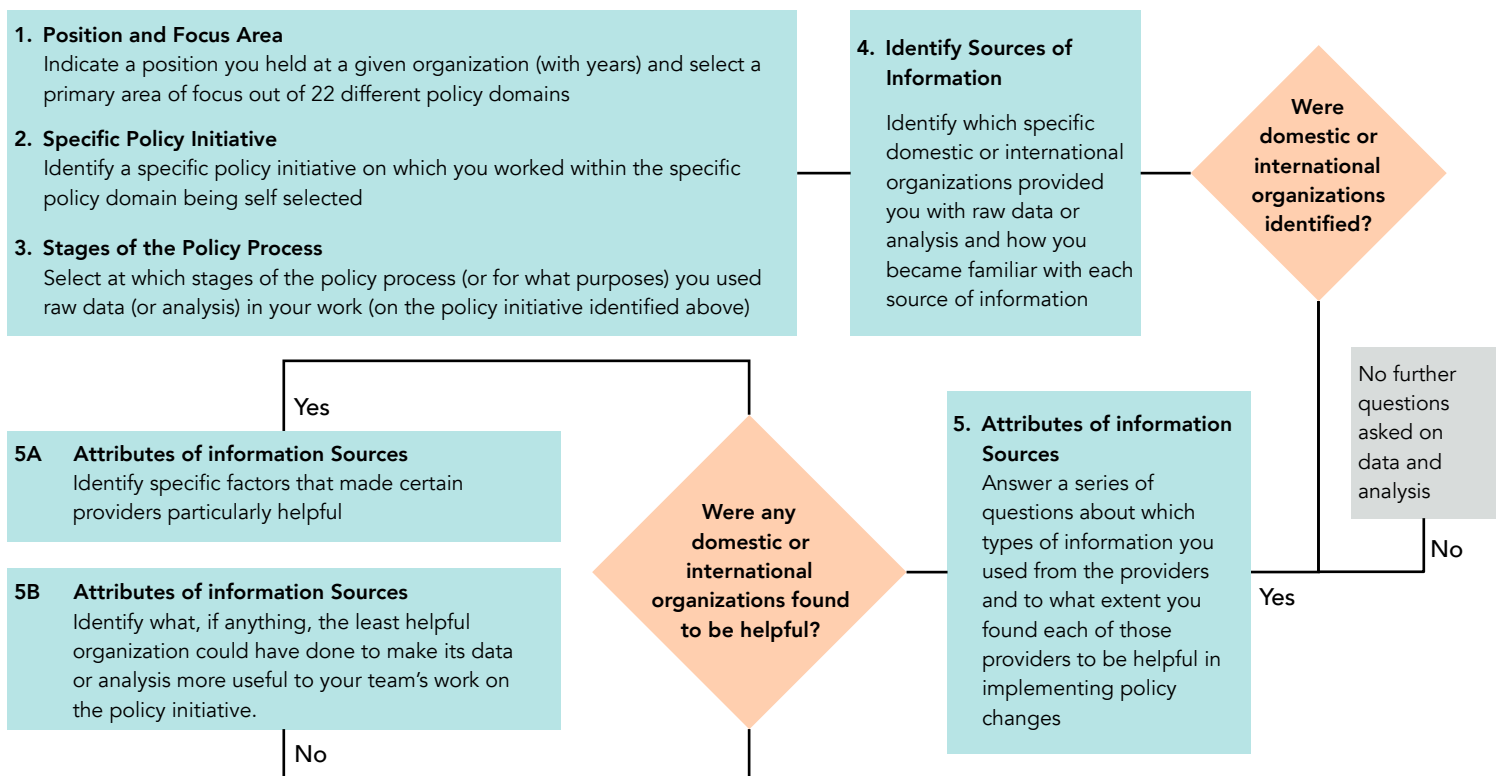 1. Position and Focus Area
Indicate a position you held at a given organization (with years) and select a
primary area of focus out of 22 different policy domains
2. Specific Policy Initiative
Identify a specific policy initiative on which you worked within the specific
policy domain being self selected
3. Stages of the Policy Process
Select at which stages of the policy process (or for what purposes) you used
raw data (or analysis) in your work (on the policy initiative identified above)
4. Identify Sources of
Information
Identify which specific
domestic or international
organizations provided
you with raw data or
analysis and how you
became familiar with each
source of information
Were
domestic or
international
organizations
identified?
No further
questions
asked on
data and
analysis
No
Yes
5. Attributes of information
Sources
Answer a series of
questions about which
types of information you
used from the providers
and to what extent you
found each of those
providers to be helpful in
implementing policy
changes
Were any
domestic or
international
organizations found
to be helpful?
Yes
5A Attributes of information Sources
Identify specific factors that made certain
providers particularly helpful
5B Attributes of information Sources
Identify what, if anything, the least helpful
organization could have done to make its data
or analysis more useful to your team's work on
the policy initiative.
No